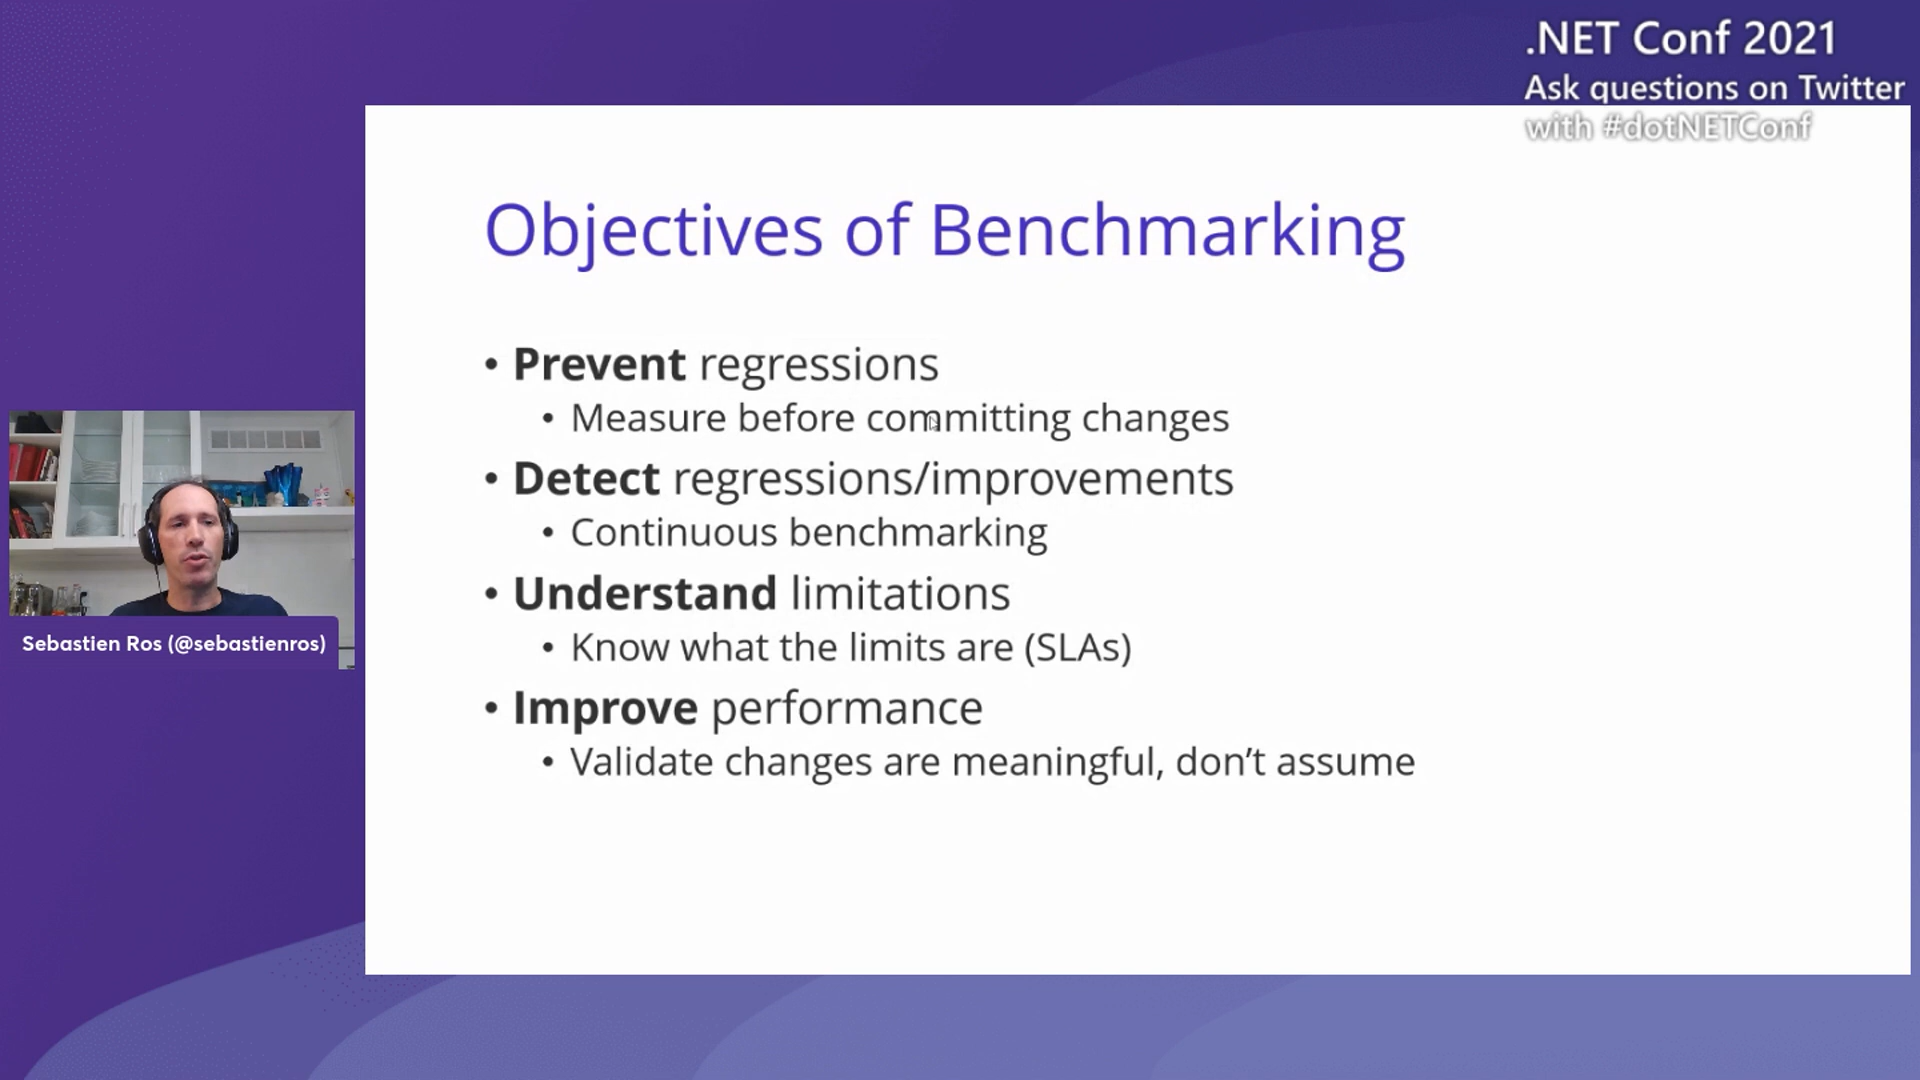 .NET Conf 2021
Ask questions on Twitter
with #dotNETConf
Objectives of Benchmarking
• Prevent regressions
• Measure before committing changes
• Detect regressions/improvements
• Continuous benchmarking
• Understand limitations
• Know what the limits are (SLAs)
• Improve performance
• Validate changes are meaningful, don’t assume
Sebastien Ros (@sebastienros)